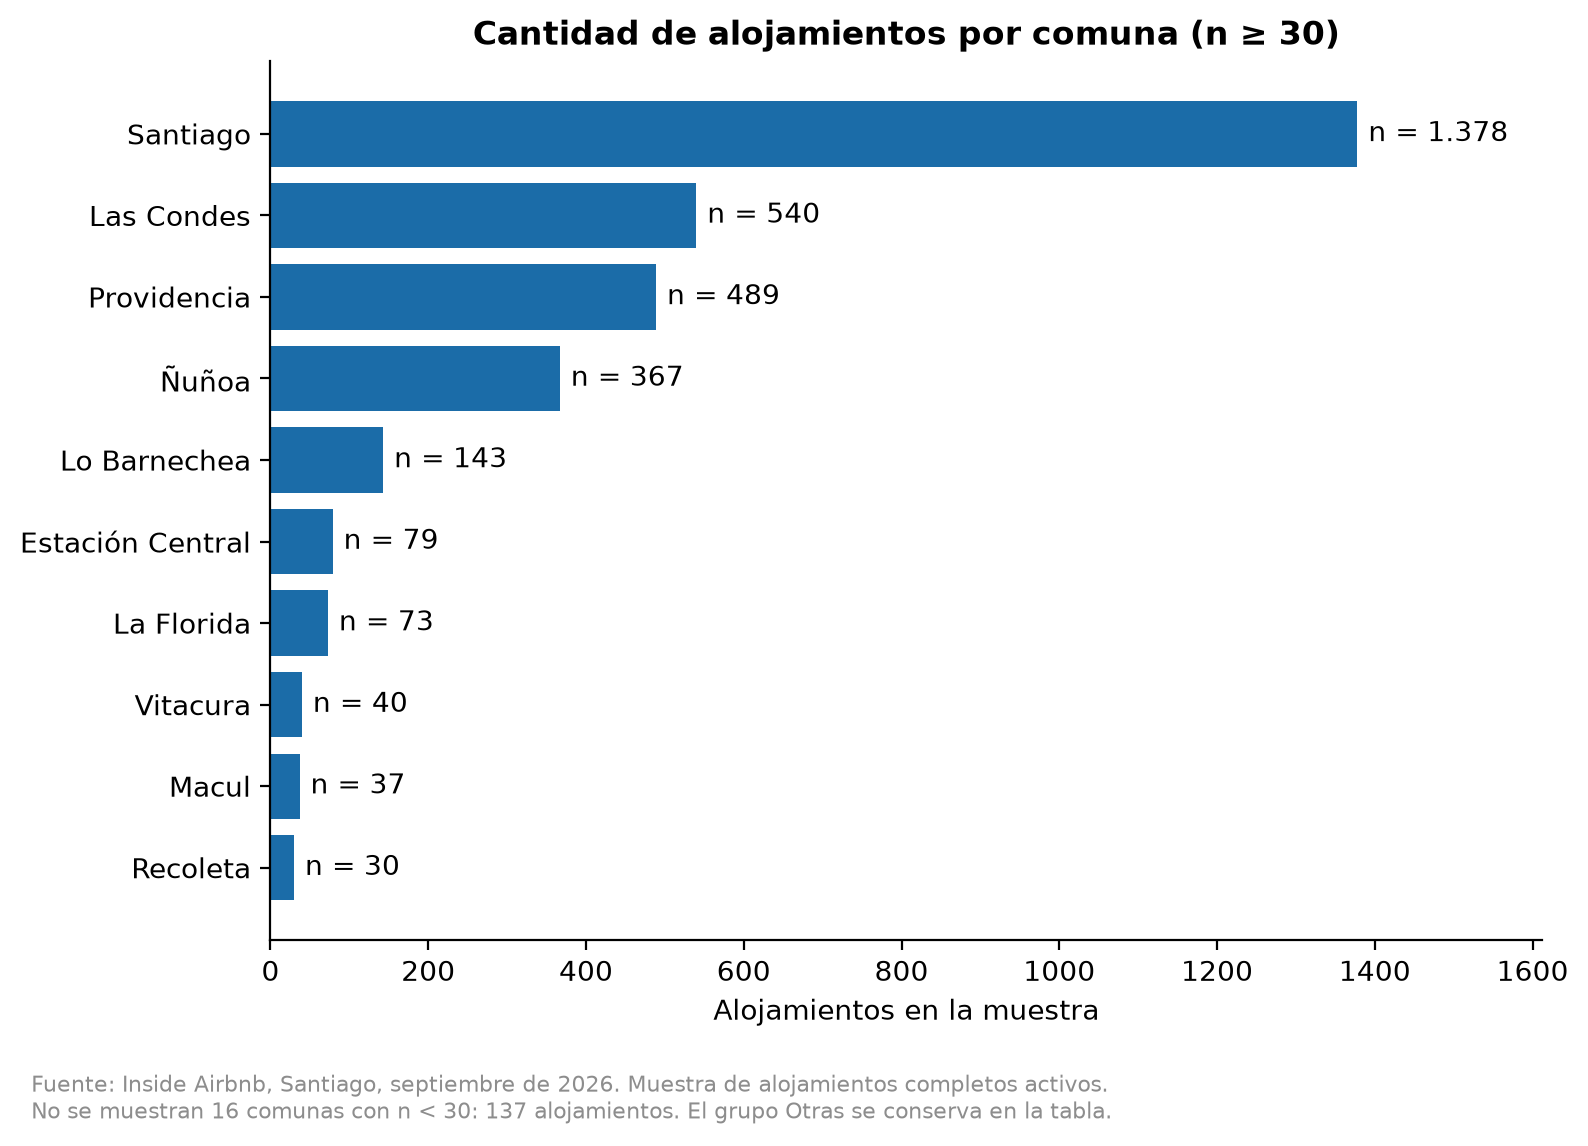 Cantidad de alojamientos por comuna (n ≥ 30)
Santiago n = 1.378
Las Condes n = 540
Providencia n = 489
Ñuñoa n = 367
Lo Barnechea n = 143
Estación Central n = 79
La Florida n = 73
Vitacura n = 40
Macul n = 37
Recoleta n = 30
0 200 400 600 800 1000 1200 1400 1600
Alojamientos en la muestra
Fuente: Inside Airbnb, Santiago, septiembre de 2026. Muestra de alojamientos completos activos.
No se muestran 16 comunas con n < 30: 137 alojamientos. El grupo Otras se conserva en la tabla.